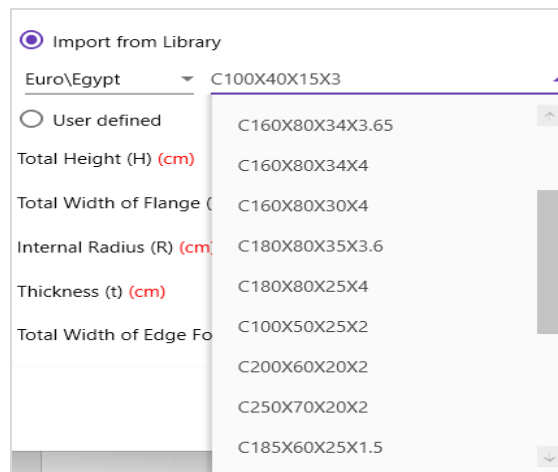 Import from Library
Euro\Egypt C100X40X15X3
User defined
C160X80X34X3.65
Total Height (H) (cm)
C160X80X34X4
Total Width of Flange (
C160X80X30X4
Internal Radius (R) (cm)
C180X80X35X3.6
Thickness (t) (cm)
C180X80X25X4
Total Width of Edge Fo
C100X50X25X2
C200X60X20X2
C250X70X20X2
C185X60X25X1.5